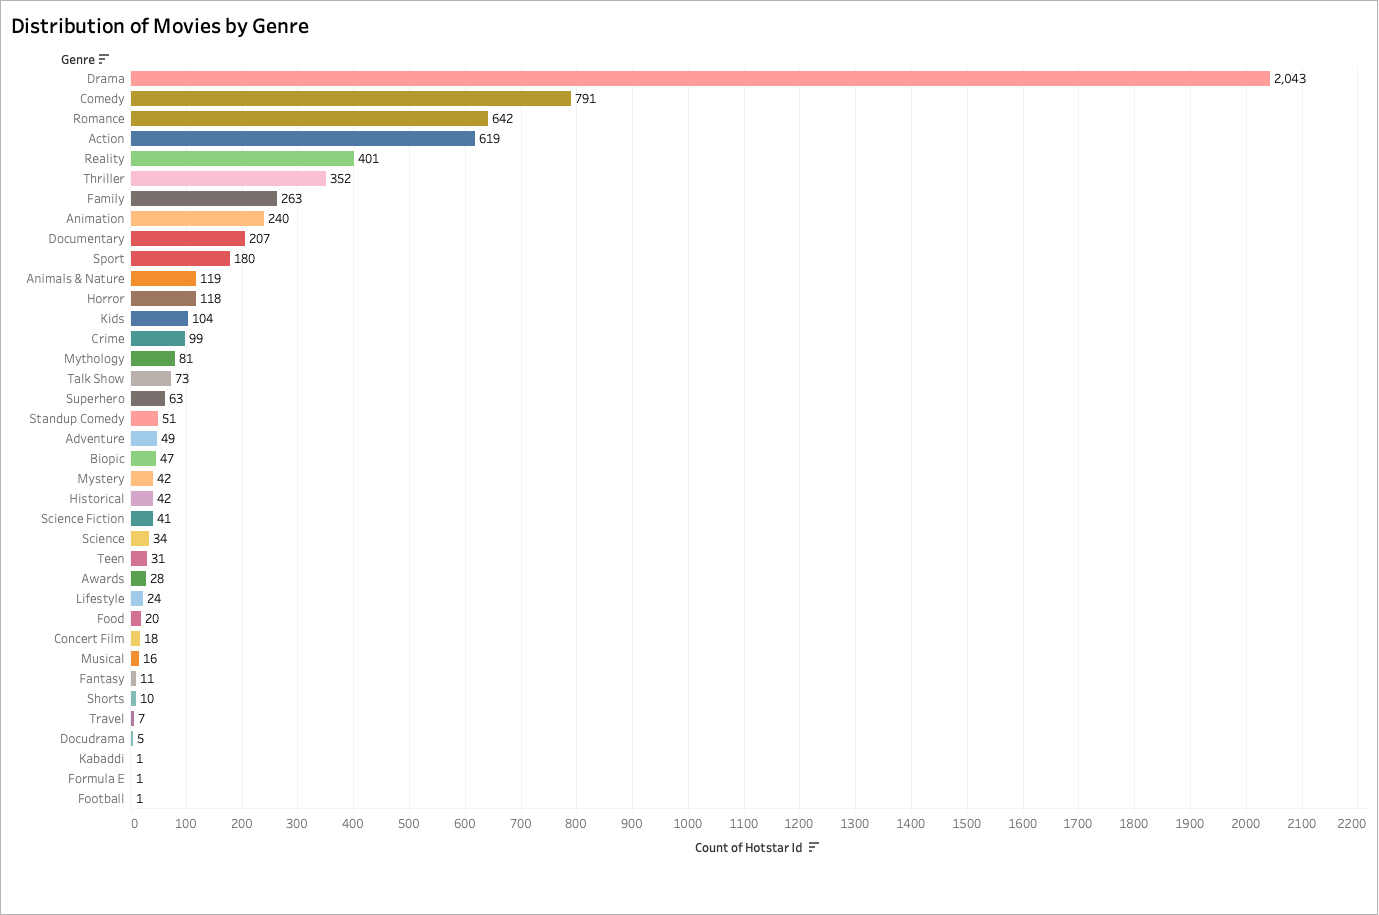 Distribution of Movies by Genre
Genre
Drama 2,043
Comedy 791
Romance 642
Action 619
Reality 401
Thriller 352
Family 263
Animation 240
Documentary 207
Sport 180
Animals & Nature 119
Horror 118
Kids 104
Crime 99
Mythology 81
Talk Show 73
Superhero 63
Standup Comedy 51
Adventure 49
Biopic 47
Mystery 42
Historical 42
Science Fiction 41
Science 34
Teen 31
Awards 28
Lifestyle 24
Food 20
Concert Film 18
Musical 16
Fantasy 11
Shorts 10
Travel 7
Docudrama 5
Kabaddi 1
Formula E 1
Football 1
0 100 200 300 400 500 600 700 800 900 1000 1100 1200 1300 1400 1500 1600 1700 1800 1900 2000 2100 2200
Count of Hotstar Id